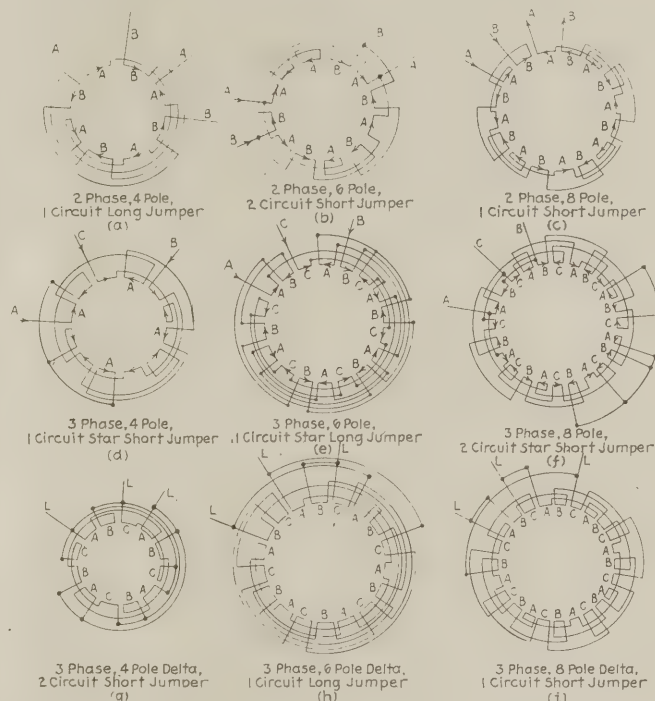 A B A
A B A B
B A
B A B
A B A
2 Phase, 4 Pole,
1 Circuit Long Jumper
(a)
B
A B A
A A B
B A
B A B A
2 Phase, 6 Pole,
2 Circuit Short Jumper
(b)
A B
B A B
A A
B B
A A
B A B
2 Phase, 8 Pole,
1 Circuit Short Jumper
(c)
C B
A
A A
A
3 Phase, 4 Pole,
1 Circuit Star Short Jumper
(d)
C B
A
A B C A B C
C A
B B
A C
C B A C B A
3 Phase, 6 Pole,
1 Circuit Star Long Jumper
(e)
B
C
A
A B C A B C
C B A C B A
3 Phase, 8 Pole,
2 Circuit Star Short Jumper
(f)
L L L
A B C A
C B
B C
A C B A
3 Phase, 4 Pole Delta,
2 Circuit Short Jumper
(g)
L L
L
C A B C A B
A C
C A
B B
A C B A C
3 Phase, 6 Pole Delta,
1 Circuit Long Jumper
(h)
L L
L
B C A B C A B C
A C B A C B A C
3 Phase, 8 Pole Delta,
1 Circuit Short Jumper
(i)